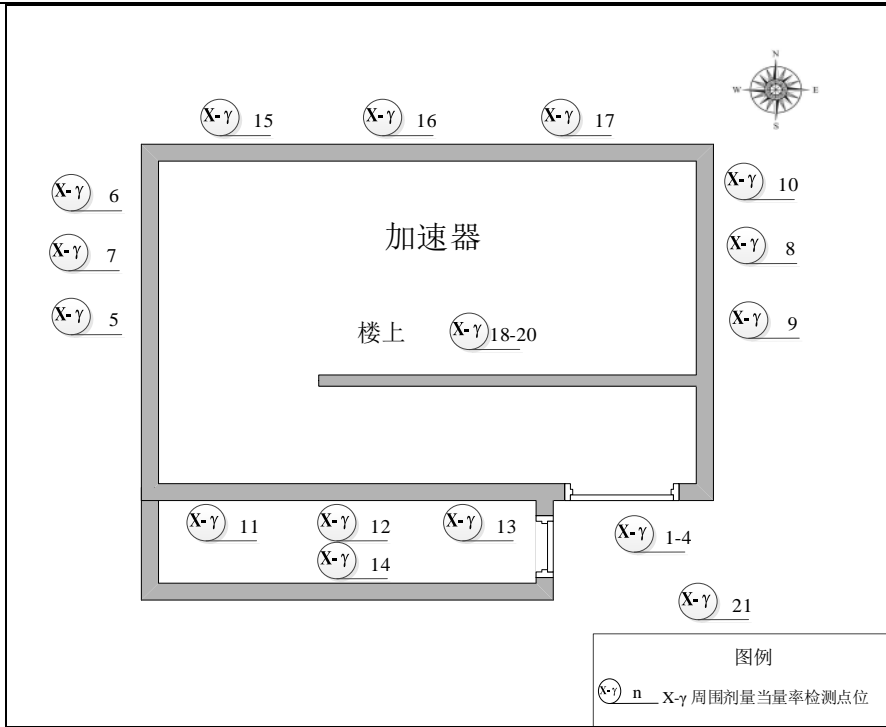 N
W E
S
X-γ 15 X-γ 16 X-γ 17
X-γ 6 X-γ 10
加速器
X-γ 7 X-γ 8
X-γ 5 楼上 X-γ 18-20 X-γ 9
X-γ 11 X-γ 12 X-γ 13 X-γ 1-4
X-γ 14
X-γ 21
图例
X-γ n X-γ 周围剂量当量率检测点位